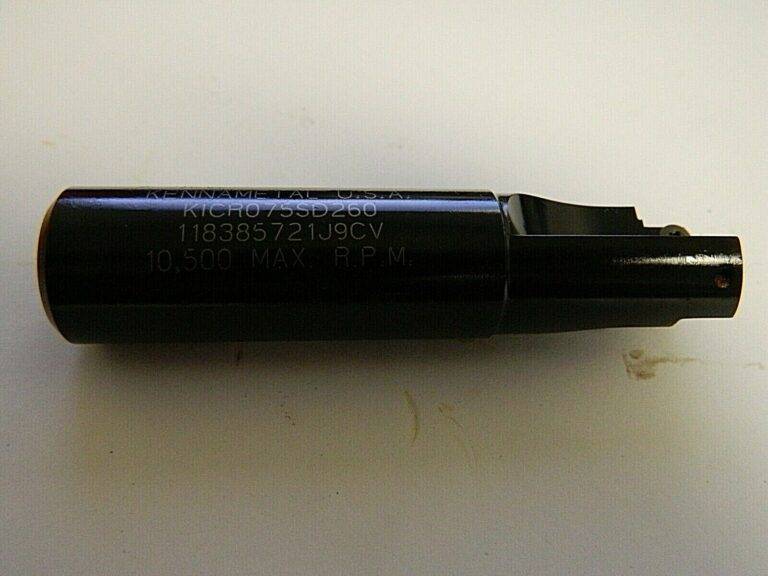 KENNAMETAL U.S.A.
KICR075SD260
118385721J9CV
10,500 MAX. R.P.M.